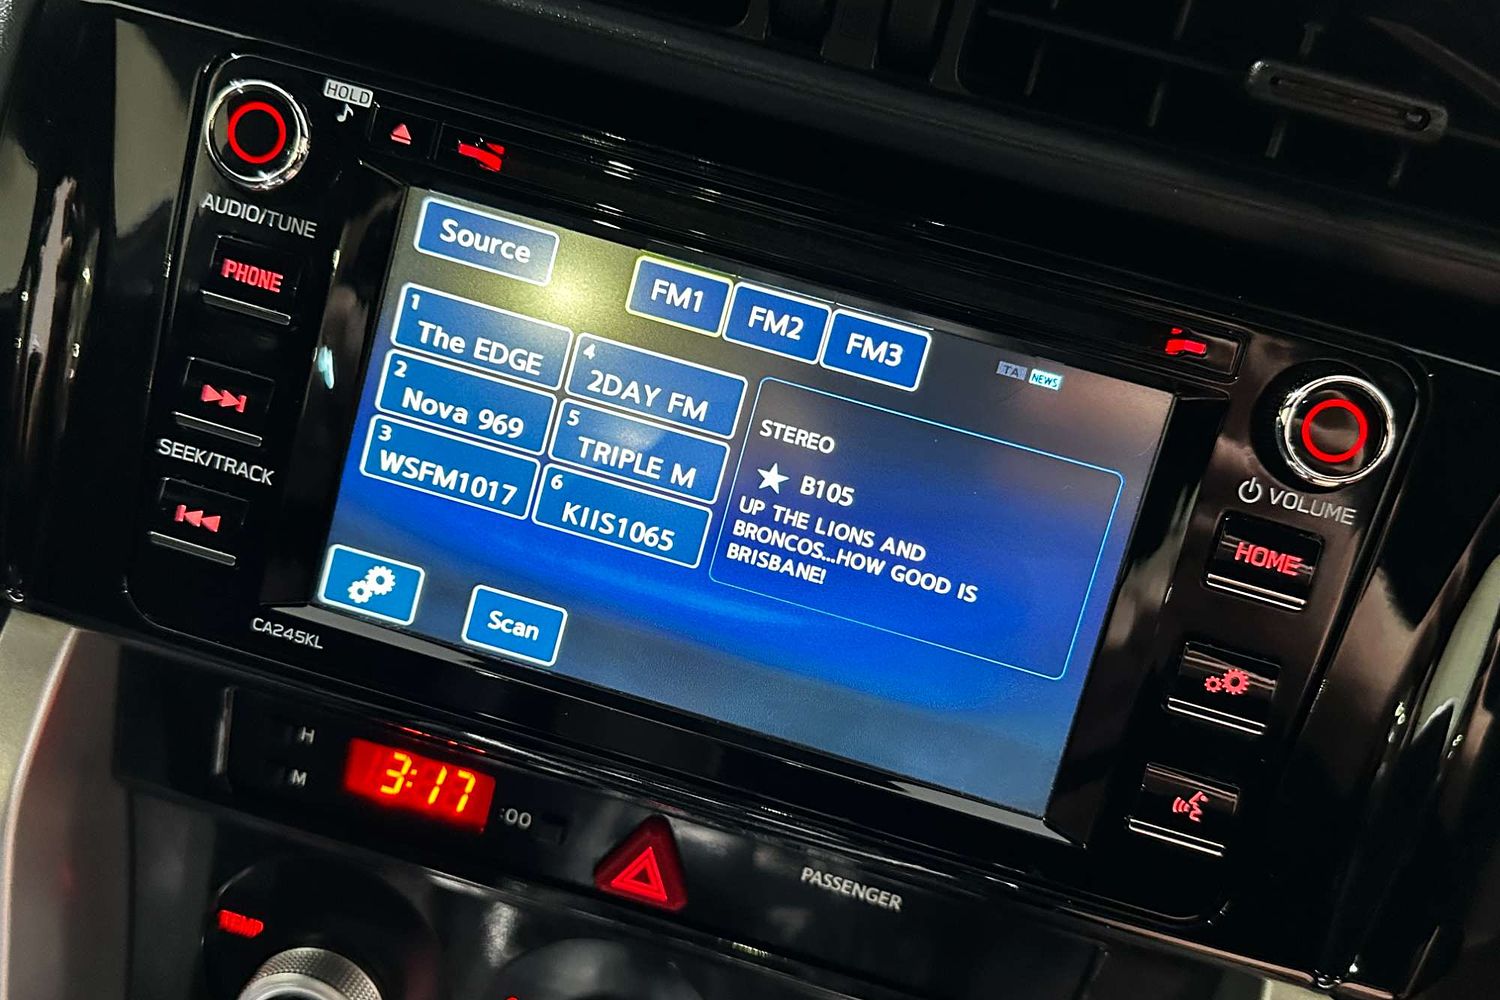 HOLD
AUDIO/TUNE
PHONE
SEEK/TRACK
CA245KL
Source
FM1
FM2
FM3
TA
NEWS
1
The EDGE
2
Nova 969
3
WSFM1017
4
2DAY FM
5
TRIPLE M
6
KIIS1065
STEREO
B105
UP THE LIONS AND
BRONCOS...HOW GOOD IS
BRISBANE!
Scan
VOLUME
HOME
H
M
3:17
:00
PASSENGER
TEMP